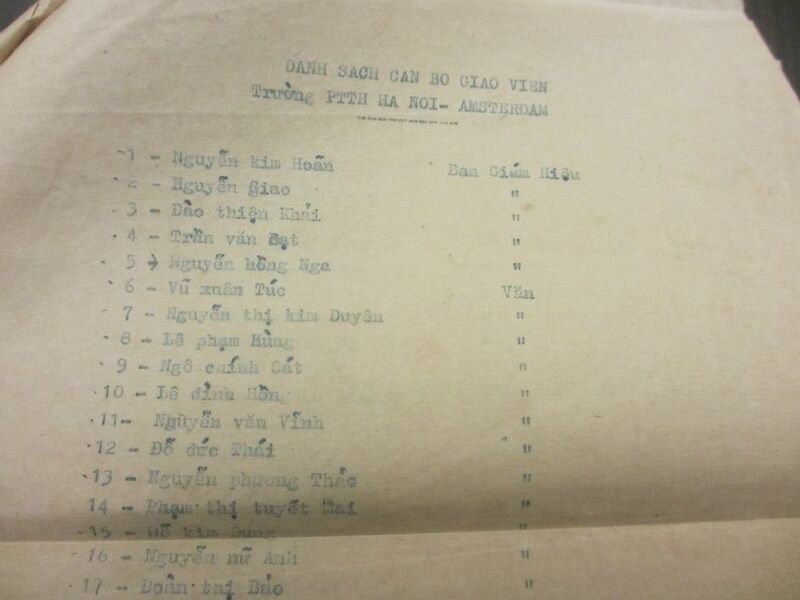 DANH SACH CAN BO GIAO VIEN
Trường PTTH HA NOI- AMSTERDAM
1 - Nguyễn kim Hoãn Ban Giám Hiệu
2 - Nguyễn Giao "
3 - Đào thiện Khải "
4 - Trần văn đạt "
5 - Nguyễn hồng Nga "
6 - Vũ xuân Túc Văn
7 - Nguyễn thị kim Duyên "
8 - Lê phạm Hùng "
9 - Ngô chính Cát "
10 - Lê đình Hồng "
11- Nguyễn văn Vĩnh "
12 - Đỗ đức Thái "
13 - Nguyễn phương Thảo "
14 - Phạm thị tuyết Mai "
15 - Đỗ kim Dung "
16 - Nguyễn nữ Anh "
17 - Đoàn thị Bảo "